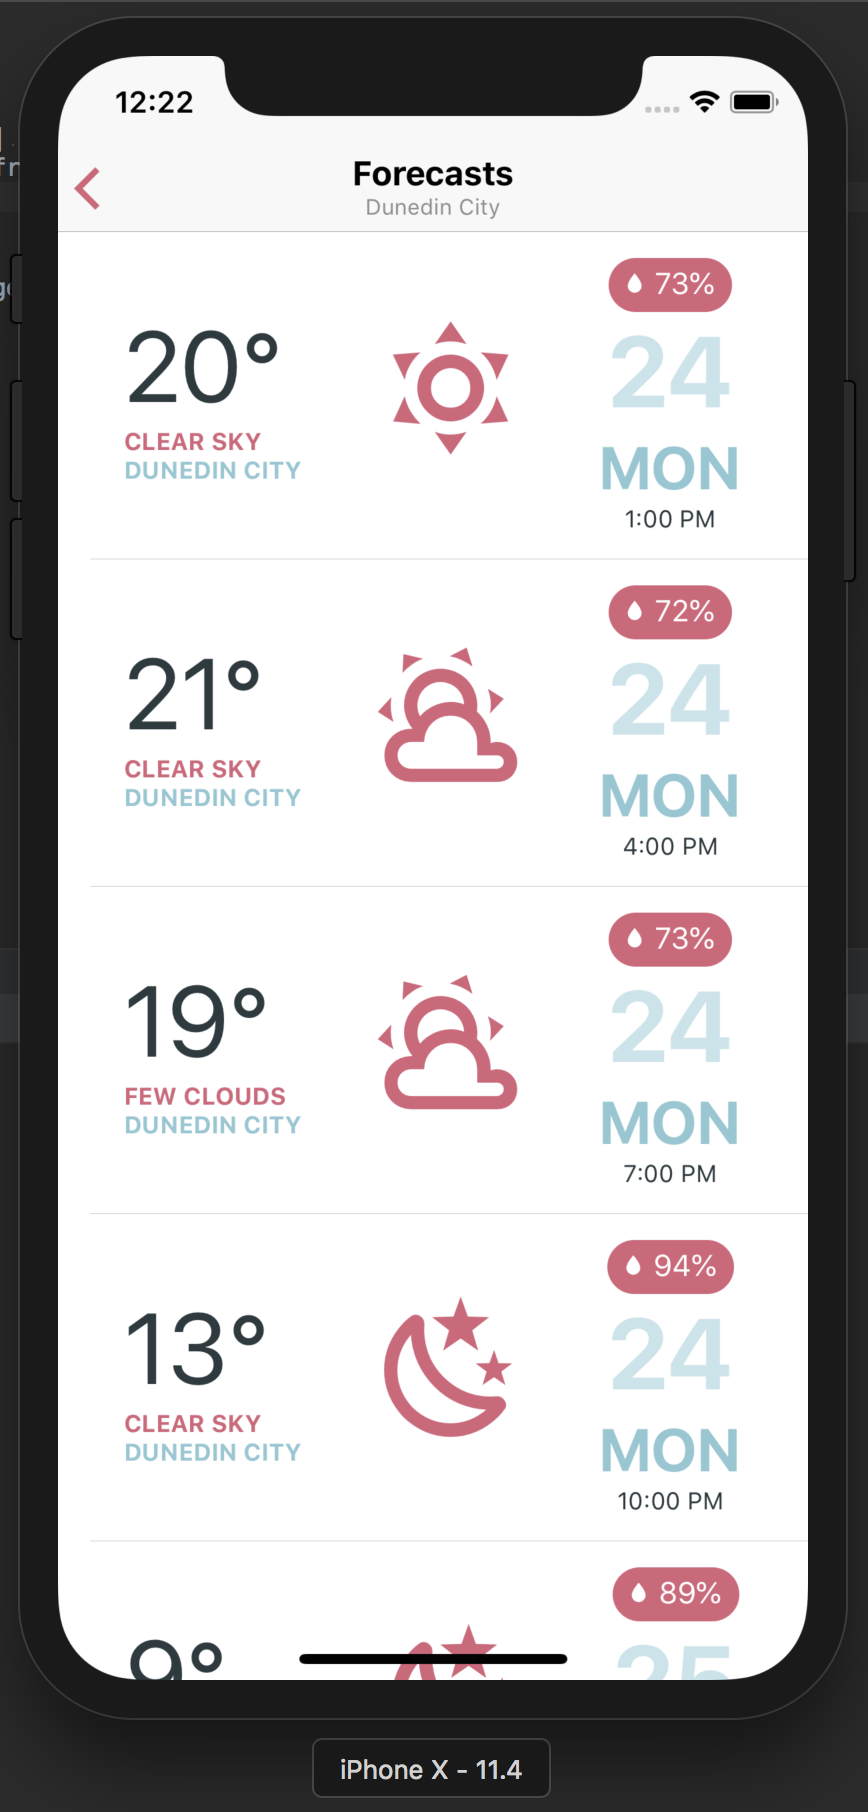 12:22
Forecasts
Dunedin City
73%
20°
24
CLEAR SKY
DUNEDIN CITY
MON
1:00 PM
72%
21°
24
CLEAR SKY
DUNEDIN CITY
MON
4:00 PM
73%
19°
24
FEW CLOUDS
DUNEDIN CITY
MON
7:00 PM
94%
13°
24
CLEAR SKY
DUNEDIN CITY
MON
10:00 PM
89%
9°
25
iPhone X - 11.4